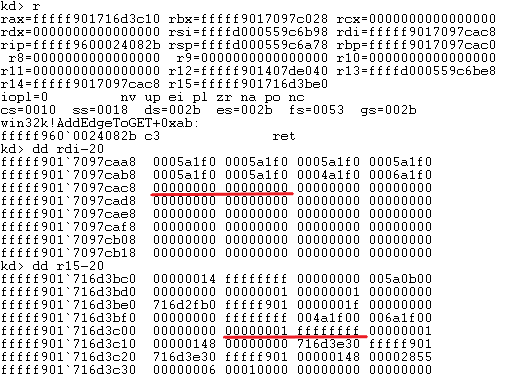 kd> r
rax=fffff901716d3c10 rbx=fffff9017097c028 rcx=0000000000000000
rdx=0000000000000000 rsi=fffffd000559c6b98 rdi=fffff9017097cac8
rip=fffff9600024082b rsp=fffffd000559c6a78 rbp=fffff9017097cac0
r8=0000000000000000 r9=0000000000000000 r10=0000000000000000
r11=0000000000000000 r12=fffff901407de040 r13=fffffd000559c6be8
r14=fffff9017097cac8 r15=fffff901716d3be0
iopl=0 nv up ei pl zr na po nc
cs=0010 ss=0018 ds=002b es=002b fs=0053 gs=002b
win32k!AddEdgeToGET+0xab:
fffff960`0024082b c3 ret
kd> dd rdi-20
fffff901`7097caa8 0005a1f0 0005a1f0 0005a1f0 0005a1f0
fffff901`7097cab8 0005a1f0 0005a1f0 0004a1f0 0006a1f0
fffff901`7097cac8 00000000 00000000 00000000 00000000
fffff901`7097cad8 00000000 00000000 00000000 00000000
fffff901`7097cae8 00000000 00000000 00000000 00000000
fffff901`7097caf8 00000000 00000000 00000000 00000000
fffff901`7097cb08 00000000 00000000 00000000 00000000
fffff901`7097cb18 00000000 00000000 00000000 00000000
kd> dd r15-20
fffff901`716d3bc0 00000014 ffffffff 00000000 005a0b00
fffff901`716d3bd0 00000000 00000001 00000001 00000000
fffff901`716d3be0 716d2fb0 fffff901 0000001f 00000000
fffff901`716d3bf0 00000000 ffffffff 004a1f00 006a1f00
fffff901`716d3c00 00000000 00000001 ffffffff 00000001
fffff901`716d3c10 00000148 00000000 716d3e30 fffff901
fffff901`716d3c20 716d3e30 fffff901 00000148 00002855
fffff901`716d3c30 00000006 00010000 00000000 00000000